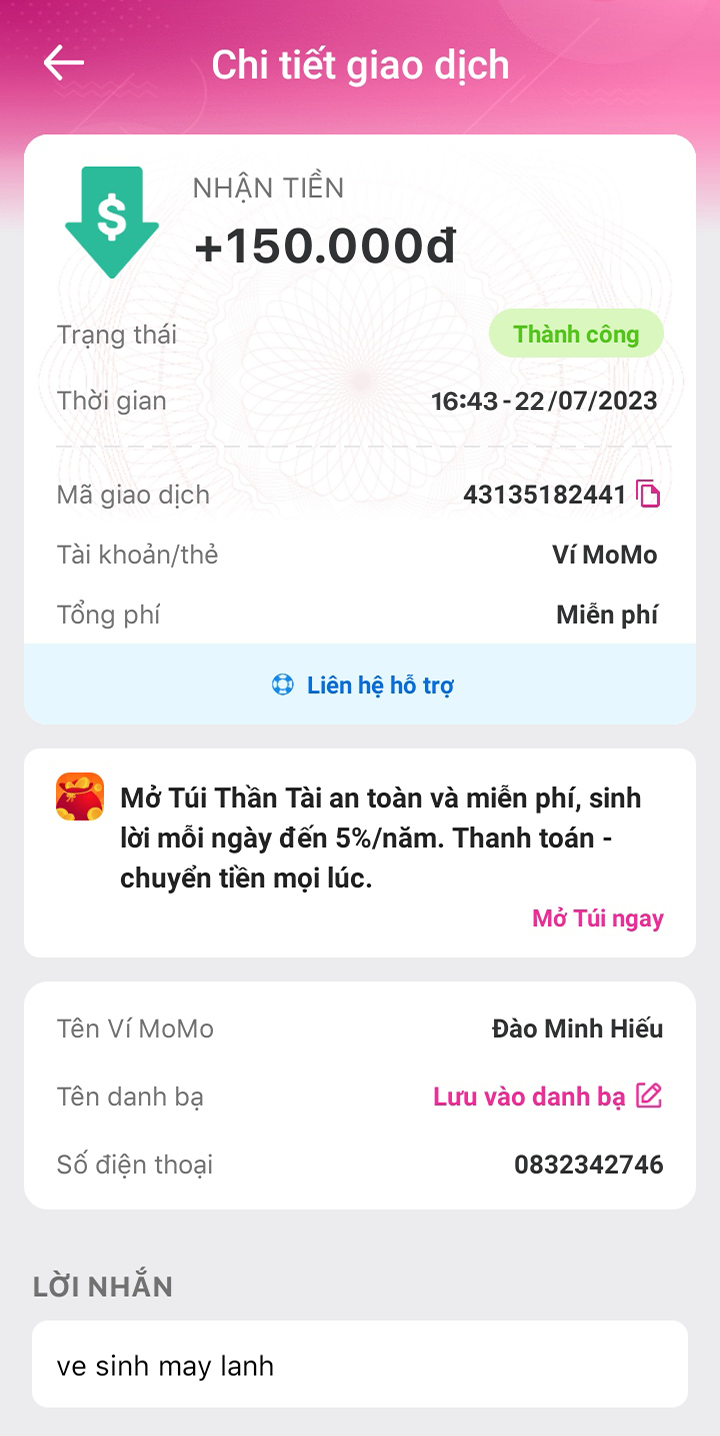 Chi tiết giao dịch
NHẬN TIỀN
+150.000đ
Trạng thái Thành công
Thời gian 16:43 - 22/07/2023
Mã giao dịch 43135182441
Tài khoản/thẻ Ví MoMo
Tổng phí Miễn phí
Liên hệ hỗ trợ
Mở Túi Thần Tài an toàn và miễn phí, sinh
lời mỗi ngày đến 5%/năm. Thanh toán -
chuyển tiền mọi lúc.
Mở Túi ngay
Tên Ví MoMo Đào Minh Hiếu
Tên danh bạ Lưu vào danh bạ
Số điện thoại 0832342746
LỜI NHẮN
ve sinh may lanh